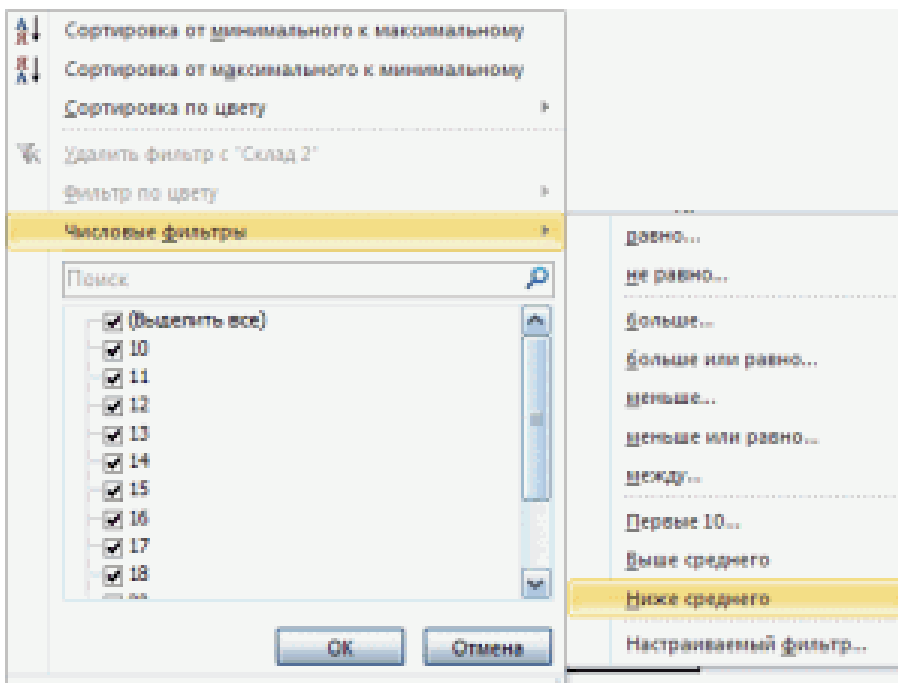 Сортировка от минимального к максимальному
Сортировка от максимального к минимальному
Сортировка по цвету
Удалить фильтр с "Склад 2"
Фильтр по цвету
Числовые фильтры
Поиск
(Выделить все)
10
11
12
13
14
15
16
17
18
ОК
Отмена
равно...
не равно...
больше...
больше или равно...
меньше...
меньше или равно...
между...
Первые 10...
Выше среднего
Ниже среднего
Настраиваемый фильтр...